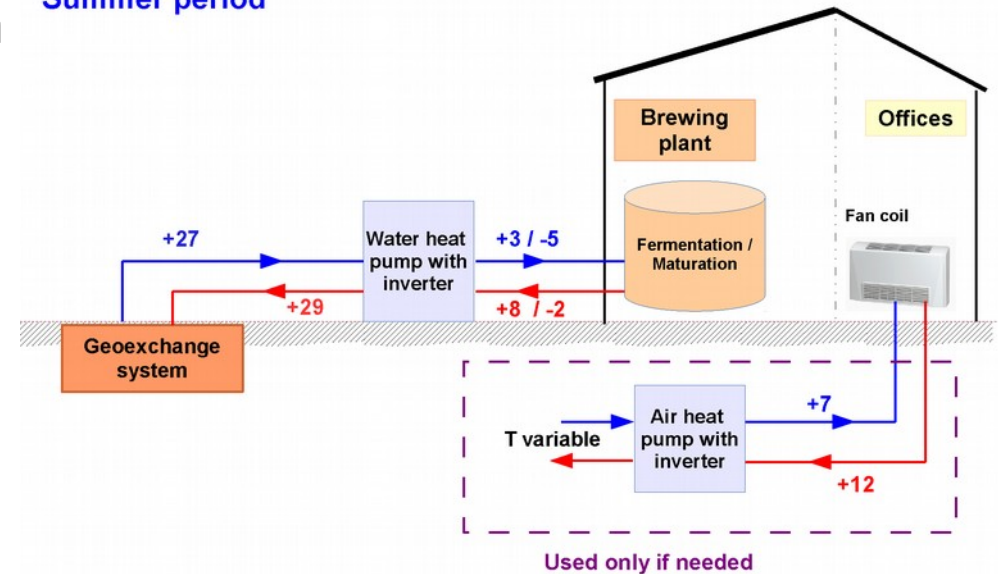 Summer period
Brewing
plant
Offices
Fan coil
+27
Water heat
pump with
inverter
+3 / -5
Fermentation /
Maturation
+29
+8 / -2
Geoexchange
system
T variable
Air heat
pump with
inverter
+7
+12
Used only if needed